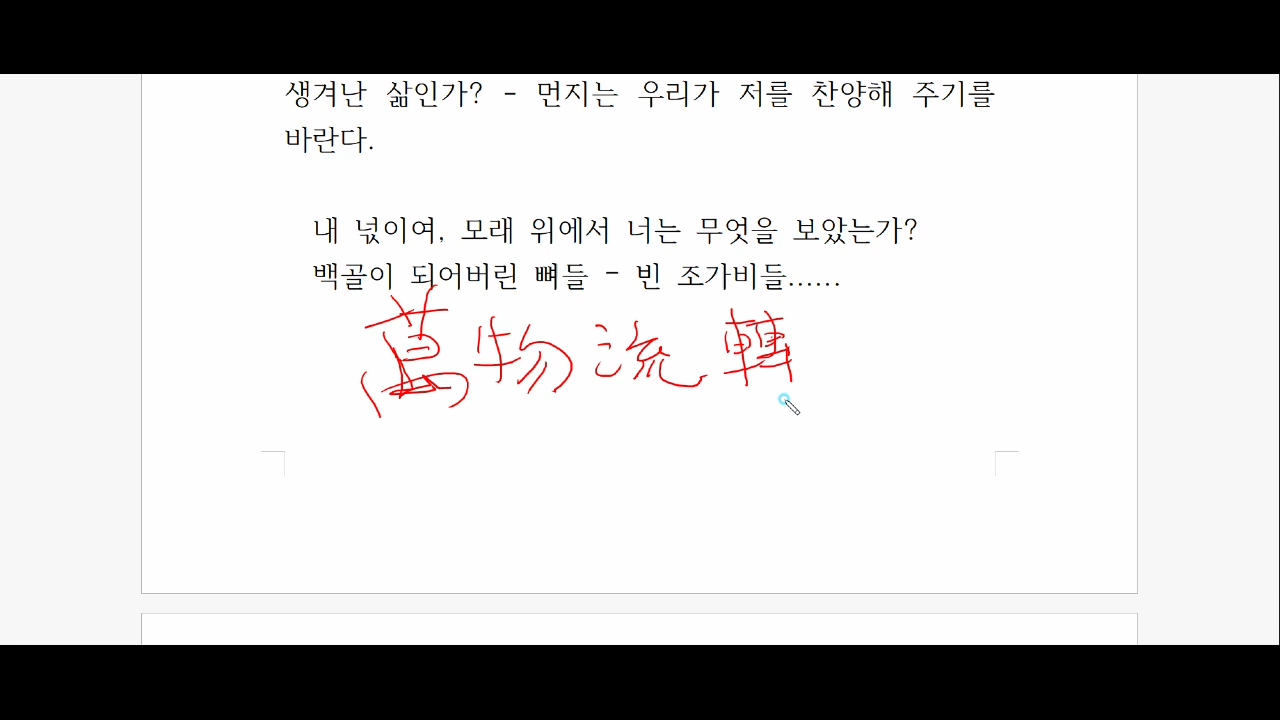 생겨난 삶인가? - 먼지는 우리가 저를 찬양해 주기를
바란다.
내 넋이여, 모래 위에서 너는 무엇을 보았는가?
백골이 되어버린 뼈들 - 빈 조가비들......
萬物流轉